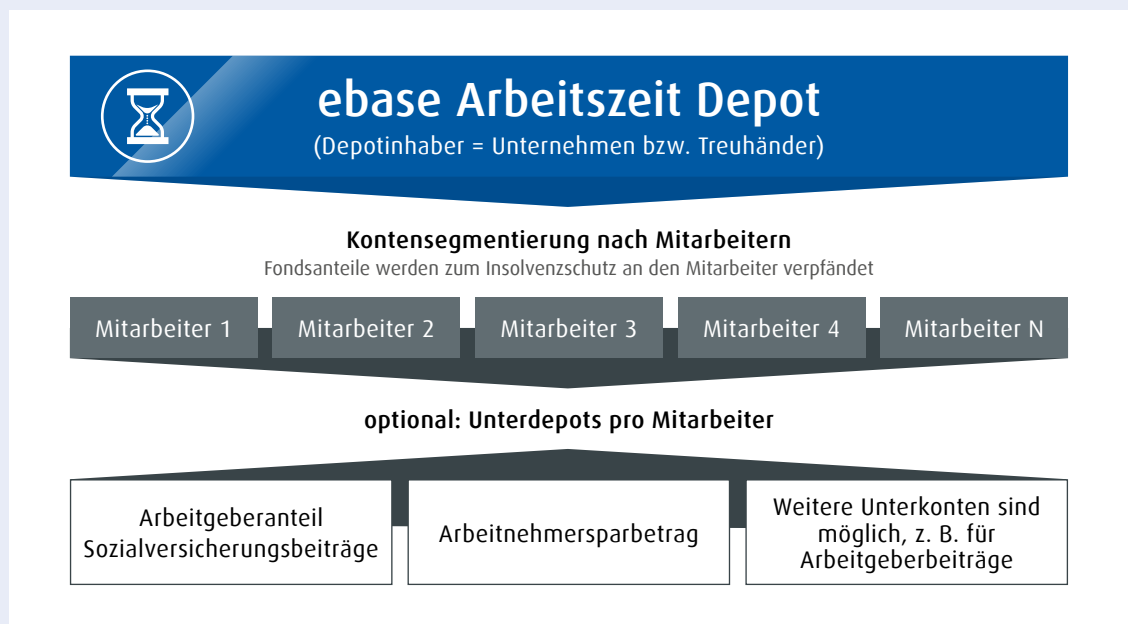 ebase Arbeitszeit Depot
(Depotinhaber = Unternehmen bzw. Treuhänder)
Kontensegmentierung nach Mitarbeitern
Fondsanteile werden zum Insolvenzschutz an den Mitarbeiter verpfändet
Mitarbeiter 1
Mitarbeiter 2
Mitarbeiter 3
Mitarbeiter 4
Mitarbeiter N
optional: Unterdepots pro Mitarbeiter
Arbeitgeberanteil
Sozialversicherungsbeiträge
Arbeitnehmersparbetrag
Weitere Unterkonten sind
möglich, z. B. für
Arbeitgeberbeiträge